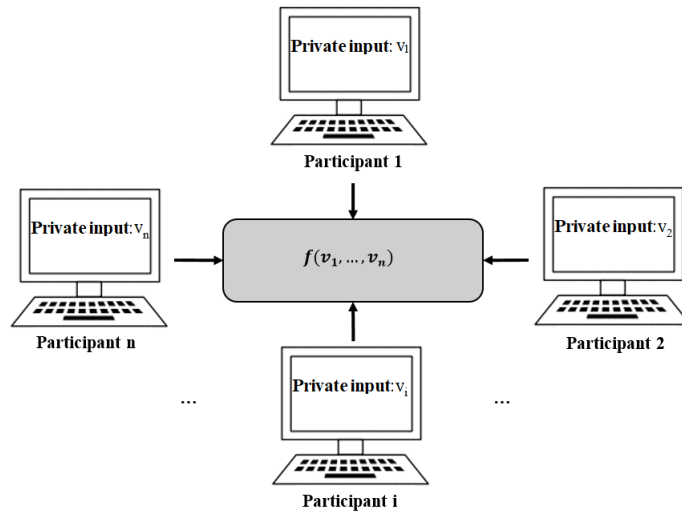 Private input: v₁
Participant 1
Private input: vₙ
Participant n
f(v₁, ..., vₙ)
Private input: v₂
Participant 2
...
Private input: vᵢ
...
Participant i